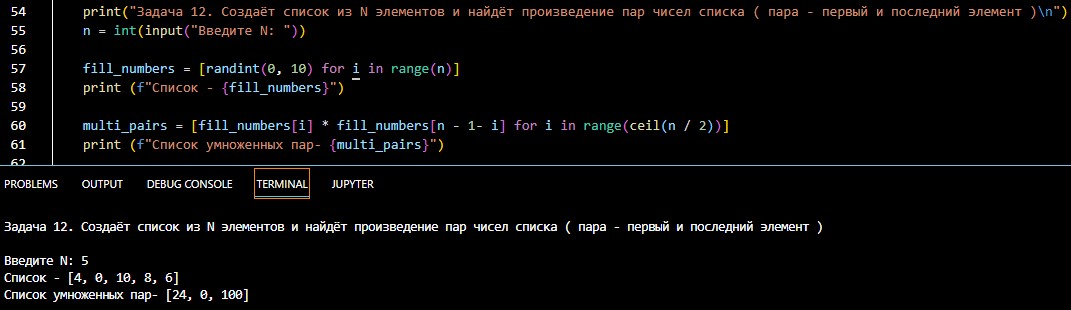 54 print("Задача 12. Создаёт список из N элементов и найдёт произведение пар чисел списка ( пара - первый и последний элемент )\n")
55 n = int(input("Введите N: "))
56
57 fill_numbers = [randint(0, 10) for i in range(n)]
58 print (f"Список - {fill_numbers}")
59
60 multi_pairs = [fill_numbers[i] * fill_numbers[n - 1- i] for i in range(ceil(n / 2))]
61 print (f"Список умноженных пар- {multi_pairs}")
62
PROBLEMS OUTPUT DEBUG CONSOLE TERMINAL JUPYTER
Задача 12. Создаёт список из N элементов и найдёт произведение пар чисел списка ( пара - первый и последний элемент )
Введите N: 5
Список - [4, 0, 10, 8, 6]
Список умноженных пар- [24, 0, 100]